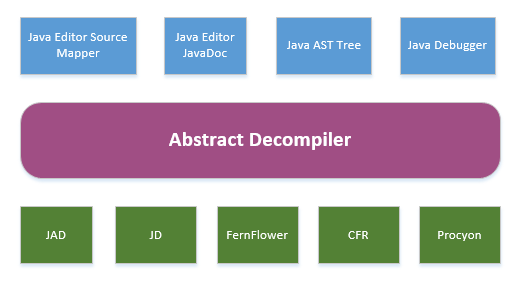 Java Editor Source
Mapper
Java Editor
JavaDoc
Java AST Tree
Java Debugger
Abstract Decompiler
JAD
JD
FernFlower
CFR
Procyon